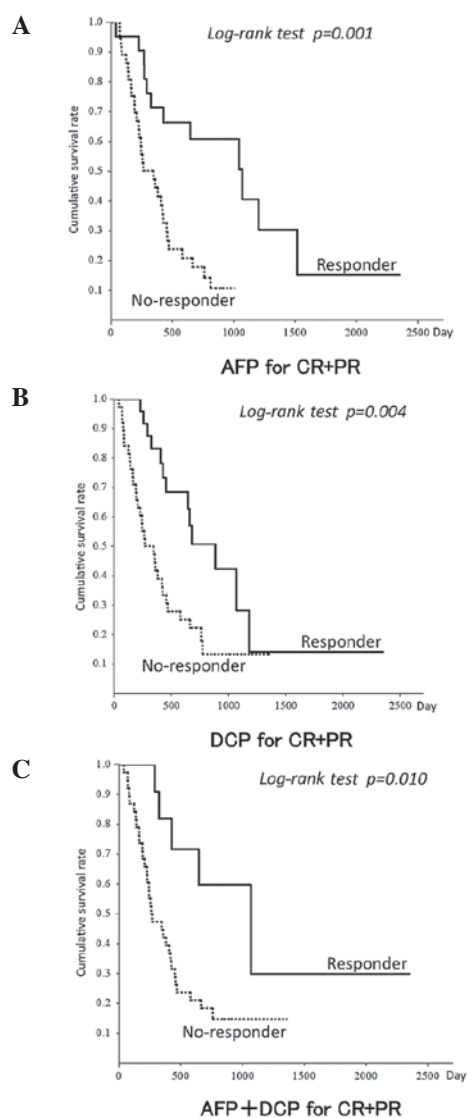 A
Log-rank test p=0.001
Cumulative survival rate
1.0
0.9
0.8
0.7
0.6
0.5
0.4
0.3
0.2
0.1
Responder
No-responder
0 500 1000 1500 2000 2500 Day
AFP for CR+PR
B
Log-rank test p=0.004
Cumulative survival rate
1.0
0.9
0.8
0.7
0.6
0.5
0.4
0.3
0.2
0.1
Responder
No-responder
0 500 1000 1500 2000 2500 Day
DCP for CR+PR
C
Log-rank test p=0.010
Cumulative survival rate
1.0
0.9
0.8
0.7
0.6
0.5
0.4
0.3
0.2
0.1
Responder
No-responder
0 500 1000 1500 2000 2500 Day
AFP+DCP for CR+PR